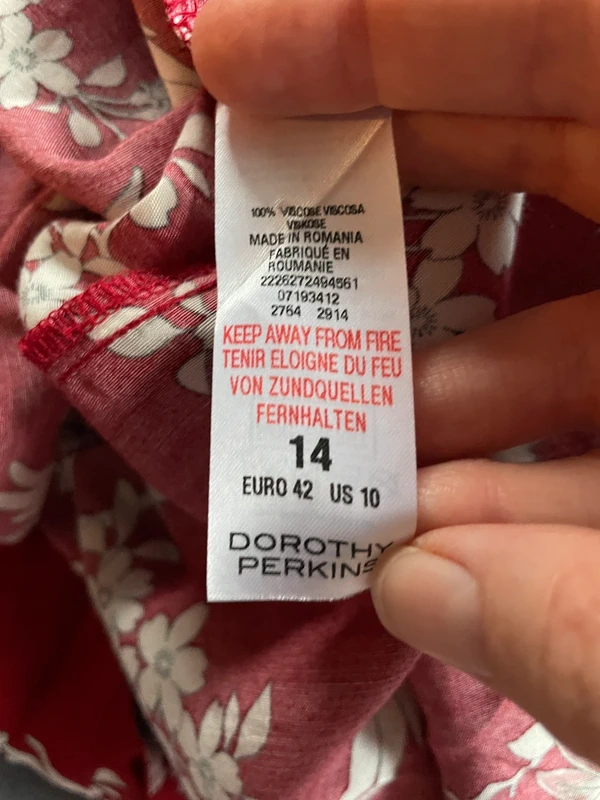 100% VISCOSE VISCOSA
VISKOSE
MADE IN ROMANIA
FABRIQUÉ EN
ROUMANIE
2226272494561
07193412
2764 2914
KEEP AWAY FROM FIRE
TENIR ELOIGNE DU FEU
VON ZUNDQUELLEN
FERNHALTEN
14
EURO 42 US 10
DOROTHY
PERKINS